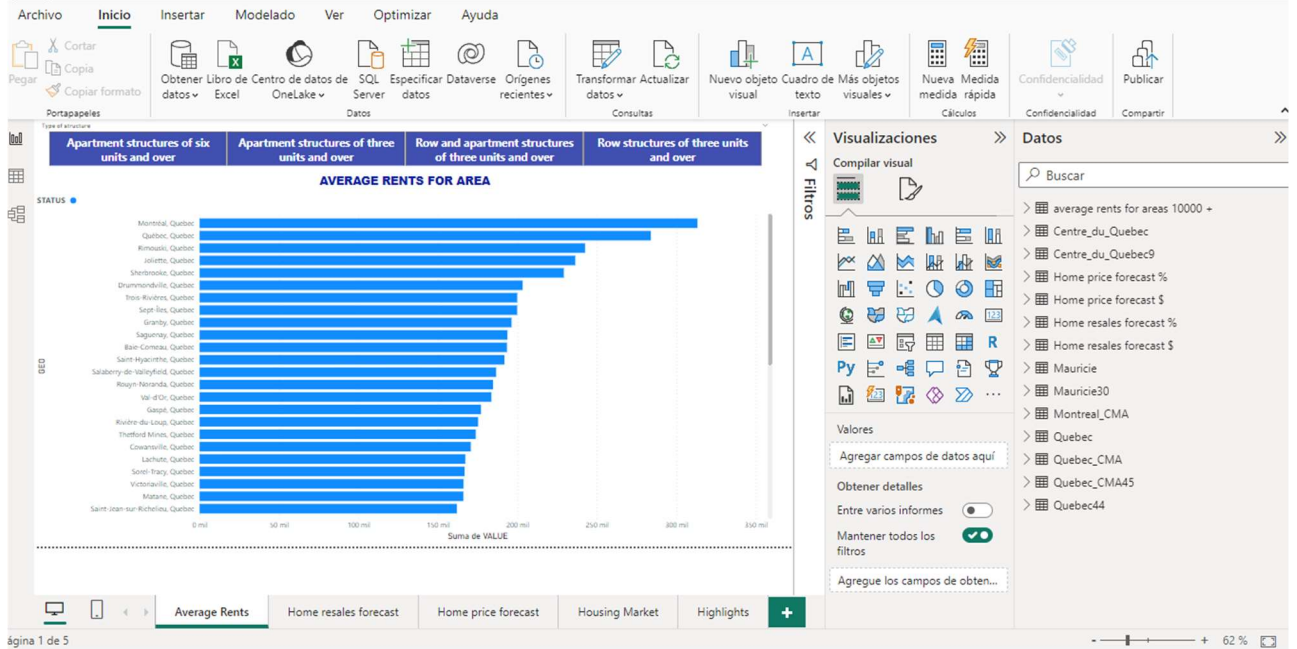 Archivo Inicio Insertar Modelado Ver Optimizar Ayuda
Pegar
Cortar
Copia
Copiar formato
Portapapeles
Obtener datos
Libro de Excel
Centro de datos de OneLake
SQL Server
Especificar datos
Dataverse
Orígenes recientes
Datos
Transformar datos
Actualizar
Consultas
Nuevo objeto visual
Cuadro de texto
Más objetos visuales
Insertar
Nueva medida
Medida rápida
Cálculos
Confidencialidad
Confidencialidad
Publicar
Compartir
Type of structure
Apartment structures of six units and over
Apartment structures of three units and over
Row and apartment structures of three units and over
Row structures of three units and over
AVERAGE RENTS FOR AREA
STATUS
GEO
Montréal, Quebec
Québec, Quebec
Rimouski, Quebec
Joliette, Quebec
Sherbrooke, Quebec
Drummondville, Quebec
Trois-Rivières, Quebec
Sept-Îles, Quebec
Granby, Quebec
Saguenay, Quebec
Baie-Comeau, Quebec
Saint-Hyacinthe, Quebec
Salaberry-de-Valleyfield, Quebec
Rouyn-Noranda, Quebec
Val-d'Or, Quebec
Gaspé, Quebec
Rivière-du-Loup, Quebec
Thetford Mines, Quebec
Cowansville, Quebec
Lachute, Quebec
Sorel-Tracy, Quebec
Victoriaville, Quebec
Matane, Quebec
Saint-Jean-sur-Richelieu, Quebec
0 mil 50 mil 100 mil 150 mil 200 mil 250 mil 300 mil 350 mil
Suma de VALUE
Filtros
Visualizaciones
Compilar visual
123
R
Py
123
Valores
Agregar campos de datos aquí
Obtener detalles
Entre varios informes
Mantener todos los
filtros
Agregue los campos de obten...
Datos
Buscar
average rents for areas 10000 +
Centre_du_Quebec
Centre_du_Quebec9
Home price forecast %
Home price forecast $
Home resales forecast %
Home resales forecast $
Mauricie
Mauricie30
Montreal_CMA
Quebec
Quebec_CMA
Quebec_CMA45
Quebec44
Average Rents Home resales forecast Home price forecast Housing Market Highlights +
ágina 1 de 5
- + 62 %